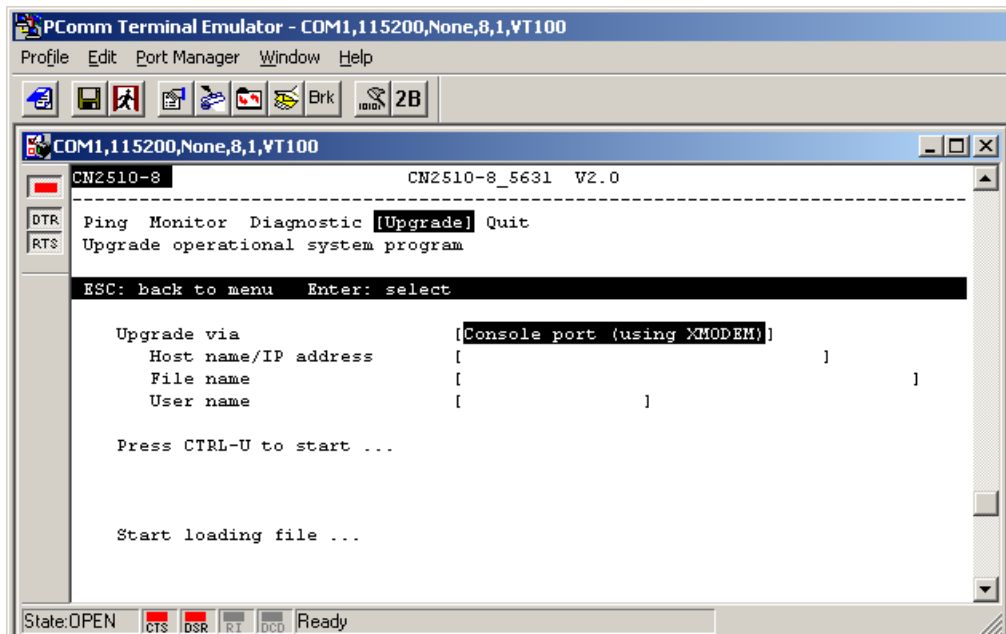 PComm Terminal Emulator - COM1,115200,None,8,1,VT100
Profile Edit Port Manager Window Help
Brk 2B
COM1,115200,None,8,1,VT100
CN2510-8 CN2510-8_5631 V2.0
DTR Ping Monitor Diagnostic [Upgrade] Quit
RTS Upgrade operational system program
ESC: back to menu Enter: select
Upgrade via [Console port (using XMODEM)]
Host name/IP address [ ]
File name [ ]
User name [ ]
Press CTRL-U to start ...
Start loading file ...
State:OPEN CTS DSR RI DCD Ready